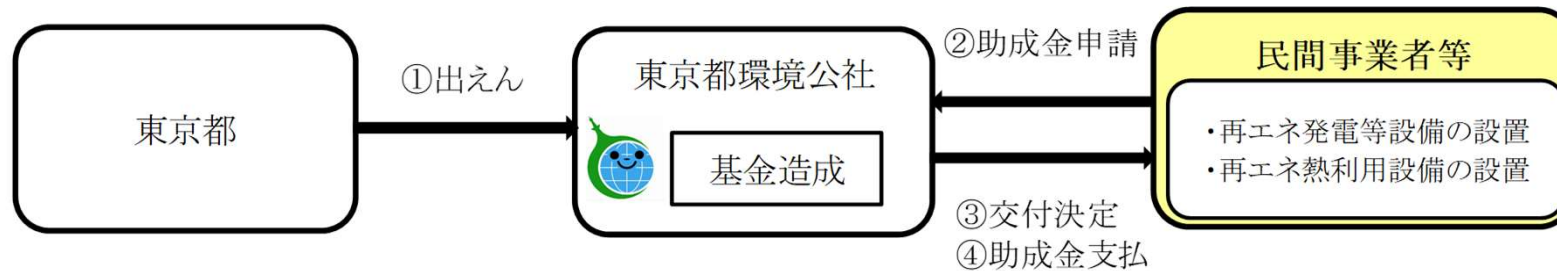 東京都
①出えん
東京都環境公社
基金造成
②助成金申請
③交付決定
④助成金支払
民間事業者等
・再エネ発電等設備の設置
・再エネ熱利用設備の設置